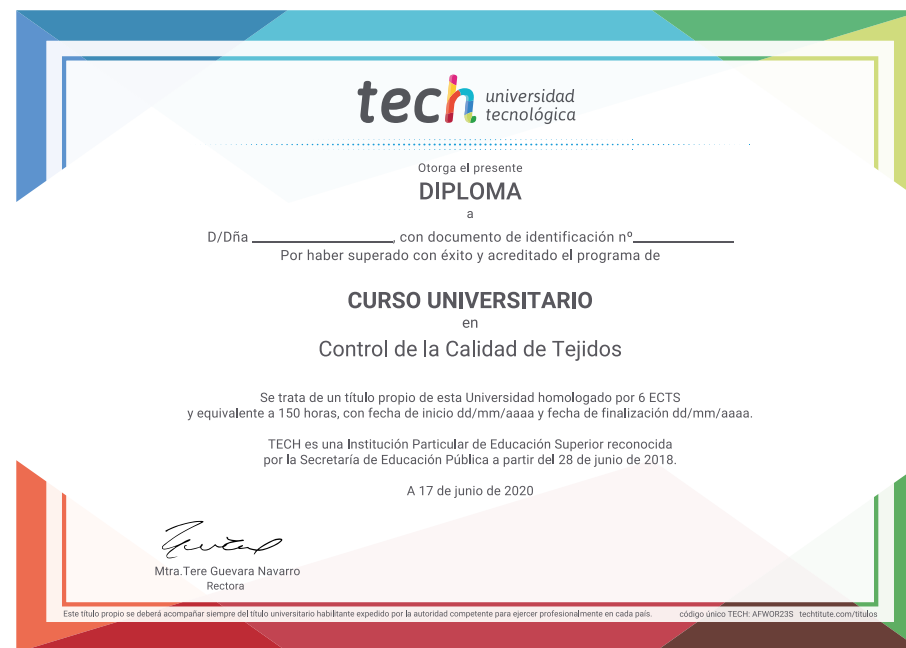 tech universidad
tecnológica
Otorga el presente
DIPLOMA
a
D/Dña ____________________, con documento de identificación nº______________
Por haber superado con éxito y acreditado el programa de
CURSO UNIVERSITARIO
en
Control de la Calidad de Tejidos
Se trata de un título propio de esta Universidad homologado por 6 ECTS
y equivalente a 150 horas, con fecha de inicio dd/mm/aaaa y fecha de finalización dd/mm/aaaa.
TECH es una Institución Particular de Educación Superior reconocida
por la Secretaría de Educación Pública a partir del 28 de junio de 2018.
A 17 de junio de 2020
Mtra.Tere Guevara Navarro
Rectora
Este título propio se deberá acompañar siempre del título universitario habilitante expedido por la autoridad competente para ejercer profesionalmente en cada país. código único TECH: AFWOR23S techtitute.com/titulos